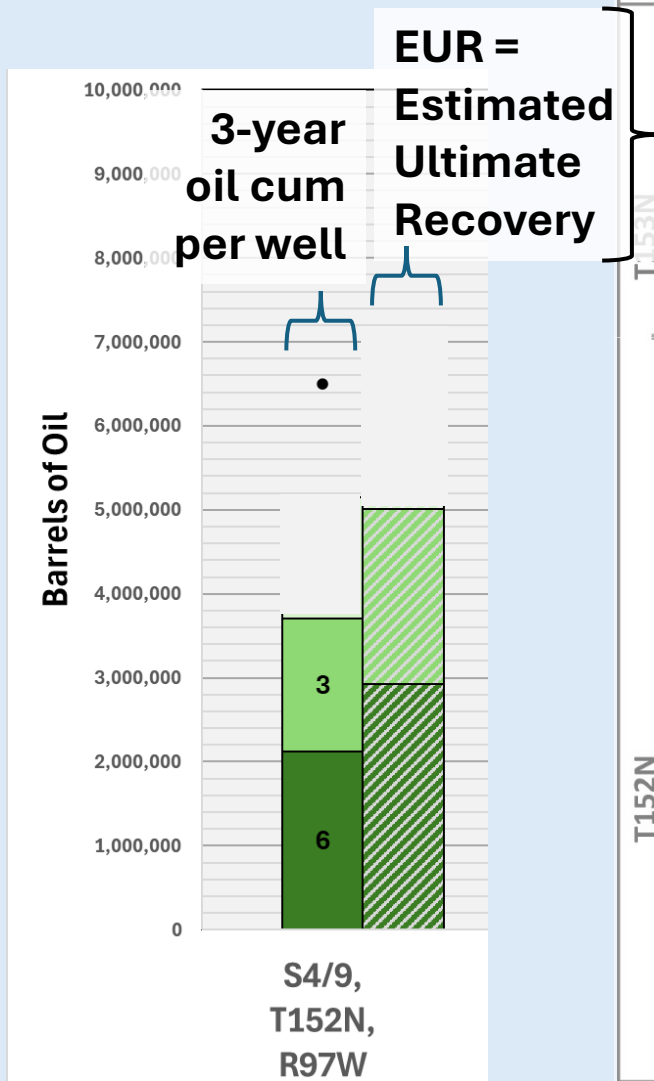 EUR =
Estimated
Ultimate
Recovery
3-year
oil cum
per well
Barrels of Oil
10,000,000
9,000,000
8,000,000
7,000,000
6,000,000
5,000,000
4,000,000
3,000,000
2,000,000
1,000,000
0
3
6
S4/9,
T152N,
R97W
T153N
T152N